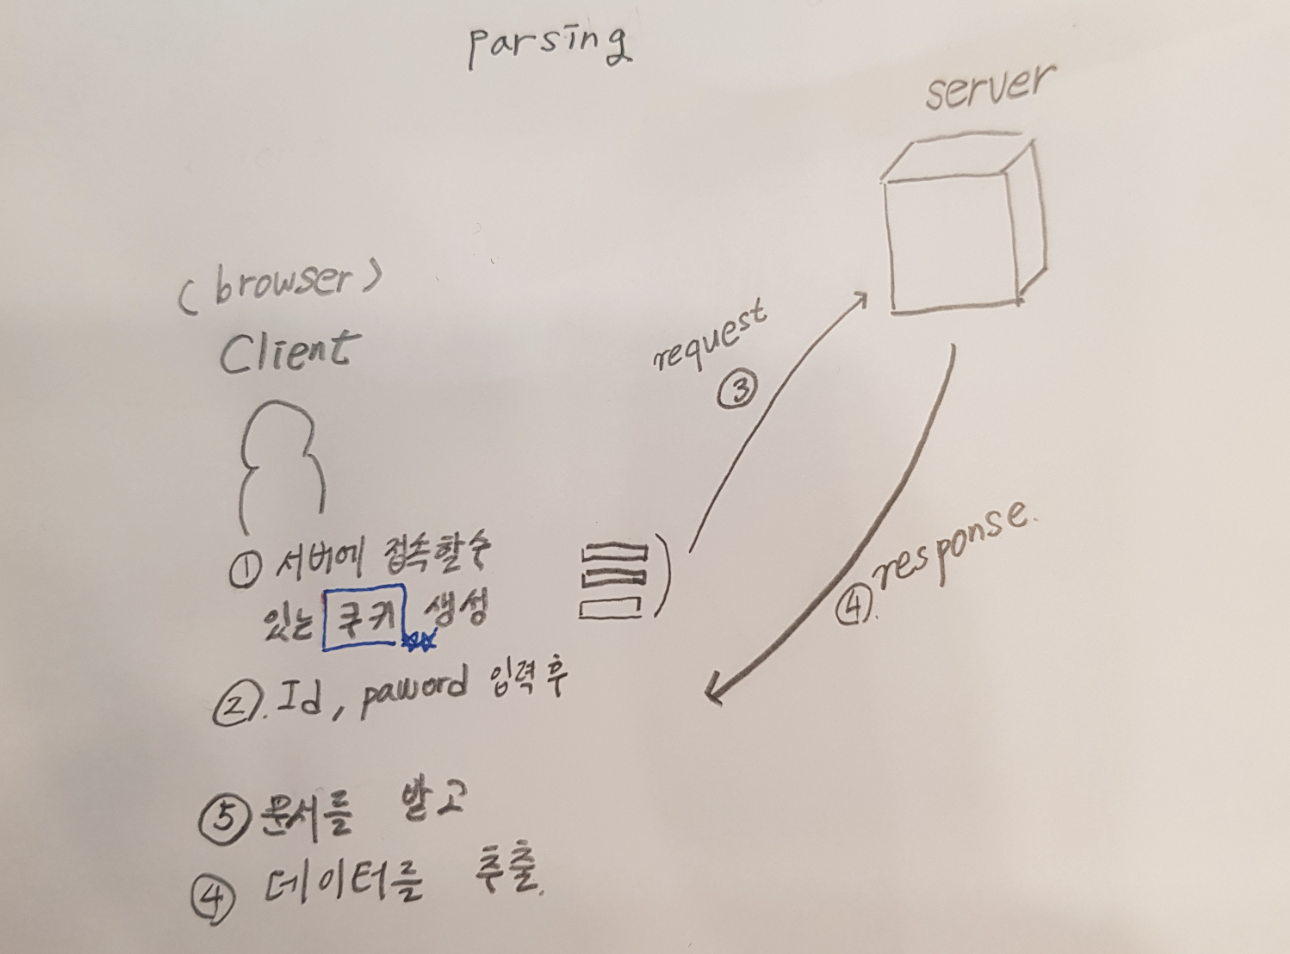 parsing
server
(browser)
Client
request
③
① 서버에 접속할수
있는 쿠키 생성
response.
④.
②. Id, paword 입력후
⑤ 문서를 받고
④ 데이터를 추출.